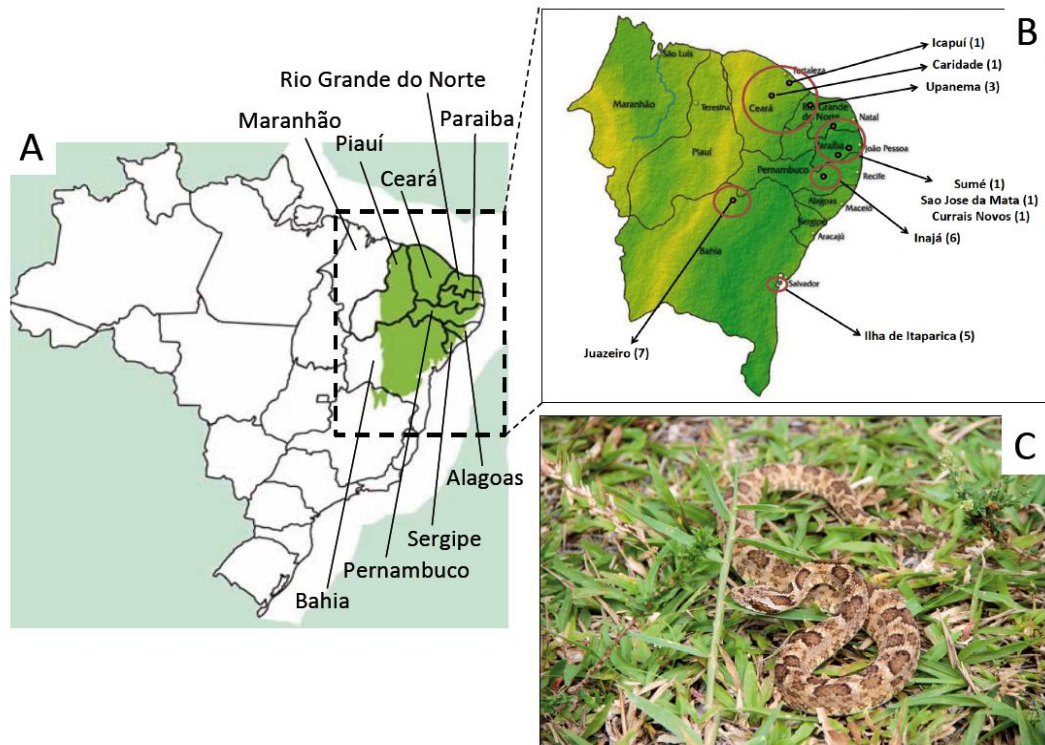 A
Rio Grande do Norte
Maranhão
Paraiba
Piauí
Ceará
Alagoas
Sergipe
Pernambuco
Bahia
B
Icapuí (1)
Caridade (1)
Upanema (3)
São Luís
Fortaleza
Maranhão
Teresina
Ceará
Rio Grande
do Norte
Natal
Paraíba
João Pessoa
Piauí
Pernambuco
Recife
Alagoas
Maceió
Sergipe
Aracajú
Bahia
Salvador
Sumé (1)
Sao Jose da Mata (1)
Currais Novos (1)
Inajá (6)
Ilha de Itaparica (5)
Juazeiro (7)
C